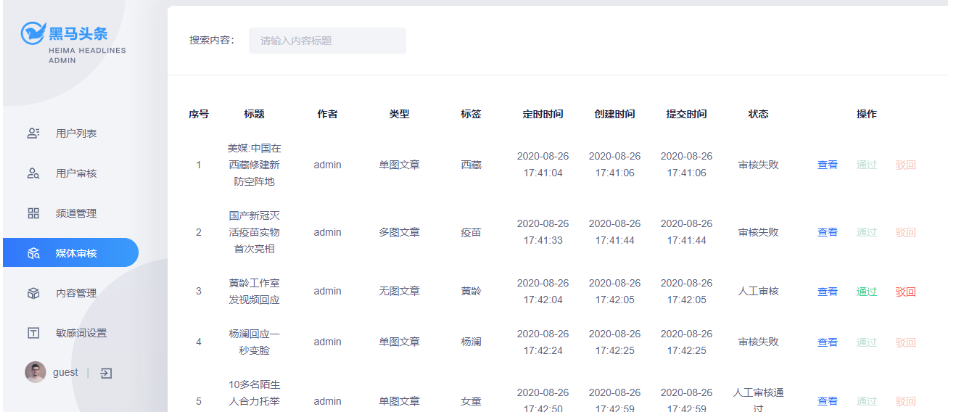 黑马头条
HEIMA HEADLINES
ADMIN
用户列表
用户审核
频道管理
媒体审核
内容管理
敏感词设置
guest
搜索内容： 请输入内容标题
序号 标题 作者 类型 标签 定时时间 创建时间 提交时间 状态 操作
美媒:中国在
1 西藏修建新 admin 单图文章 西藏 2020-08-26 17:41:04 2020-08-26 17:41:06 2020-08-26 17:41:06 审核失败 查看 通过 驳回
防空阵地
国产新冠灭
2 活疫苗实物 admin 多图文章 疫苗 2020-08-26 17:41:33 2020-08-26 17:41:44 2020-08-26 17:41:44 审核失败 查看 通过 驳回
首次亮相
黄龄工作室
3 发视频回应 admin 无图文章 黄龄 2020-08-26 17:42:04 2020-08-26 17:42:05 2020-08-26 17:42:05 人工审核 查看 通过 驳回
杨澜回应一
4 秒变脸 admin 单图文章 杨澜 2020-08-26 17:42:24 2020-08-26 17:42:25 2020-08-26 17:42:25 审核失败 查看 通过 驳回
10多名陌生
5 人合力托举 admin 单图文章 女童 2020-08-26 17:42:50 2020-08-26 17:42:59 2020-08-26 17:42:59 人工审核通过 查看 通过 驳回